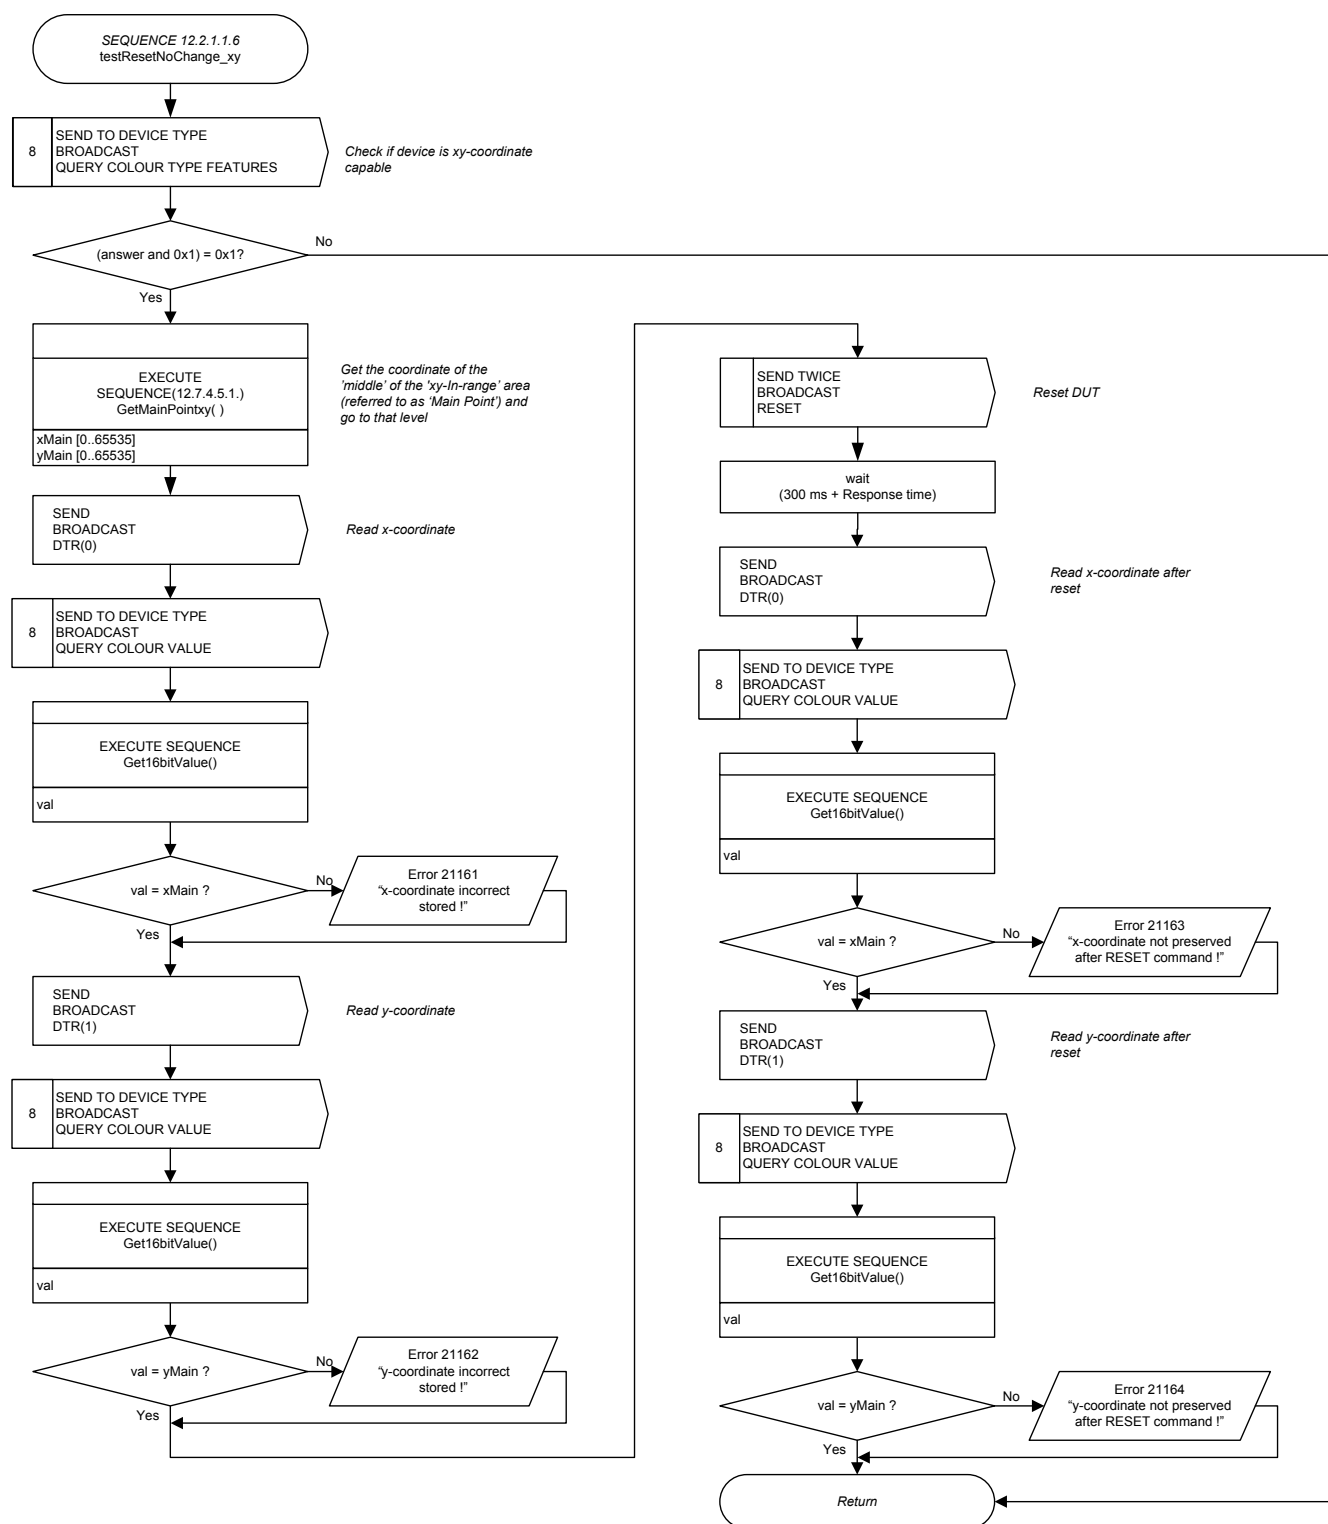 SEQUENCE 12.2.1.1.6
testResetNoChange_xy
8
SEND TO DEVICE TYPE
BROADCAST
QUERY COLOUR TYPE FEATURES
Check if device is xy-coordinate
capable
(answer and 0x1) = 0x1?
No
Yes
EXECUTE
SEQUENCE(12.7.4.5.1.)
GetMainPointxy( )
xMain [0..65535]
yMain [0..65535]
Get the coordinate of the
'middle' of the 'xy-In-range' area
(referred to as ‘Main Point’) and
go to that level
SEND
BROADCAST
DTR(0)
Read x-coordinate
8
SEND TO DEVICE TYPE
BROADCAST
QUERY COLOUR VALUE
EXECUTE SEQUENCE
Get16bitValue()
val
val = xMain ?
No
Error 21161
“x-coordinate incorrect
stored !”
Yes
SEND
BROADCAST
DTR(1)
Read y-coordinate
8
SEND TO DEVICE TYPE
BROADCAST
QUERY COLOUR VALUE
EXECUTE SEQUENCE
Get16bitValue()
val
val = yMain ?
No
Error 21162
“y-coordinate incorrect
stored !”
Yes
SEND TWICE
BROADCAST
RESET
Reset DUT
wait
(300 ms + Response time)
SEND
BROADCAST
DTR(0)
Read x-coordinate after
reset
8
SEND TO DEVICE TYPE
BROADCAST
QUERY COLOUR VALUE
EXECUTE SEQUENCE
Get16bitValue()
val
val = xMain ?
No
Error 21163
“x-coordinate not preserved
after RESET command !”
Yes
SEND
BROADCAST
DTR(1)
Read y-coordinate after
reset
8
SEND TO DEVICE TYPE
BROADCAST
QUERY COLOUR VALUE
EXECUTE SEQUENCE
Get16bitValue()
val
val = yMain ?
No
Error 21164
“y-coordinate not preserved
after RESET command !”
Yes
Return